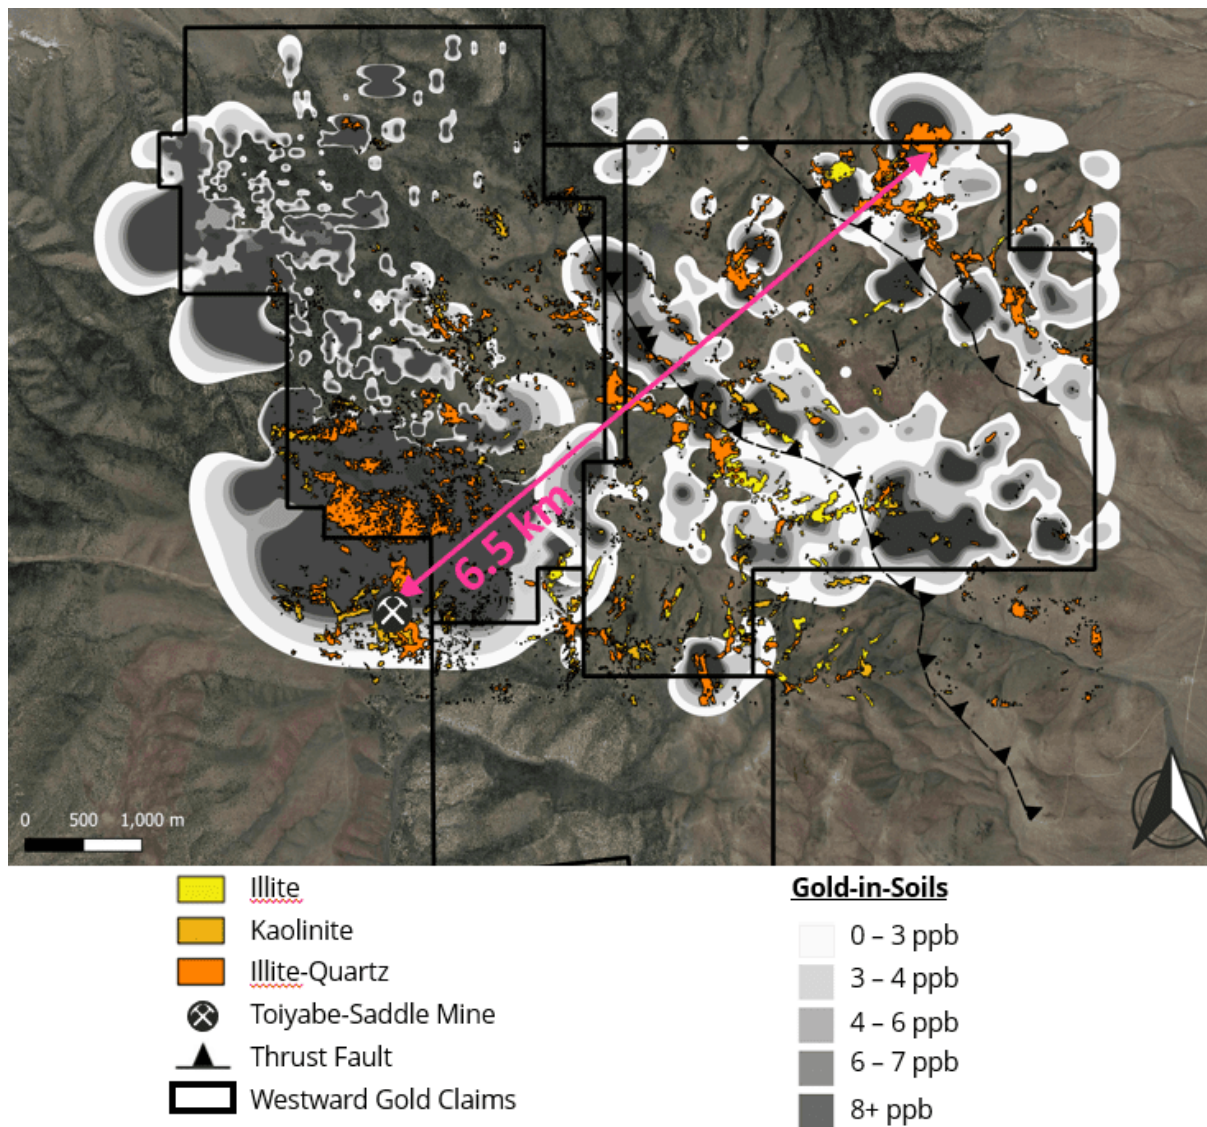 6.5 km
0 500 1,000 m
Illite
Kaolinite
Illite-Quartz
Toiyabe-Saddle Mine
Thrust Fault
Westward Gold Claims
Gold-in-Soils
0 – 3 ppb
3 – 4 ppb
4 – 6 ppb
6 – 7 ppb
8+ ppb